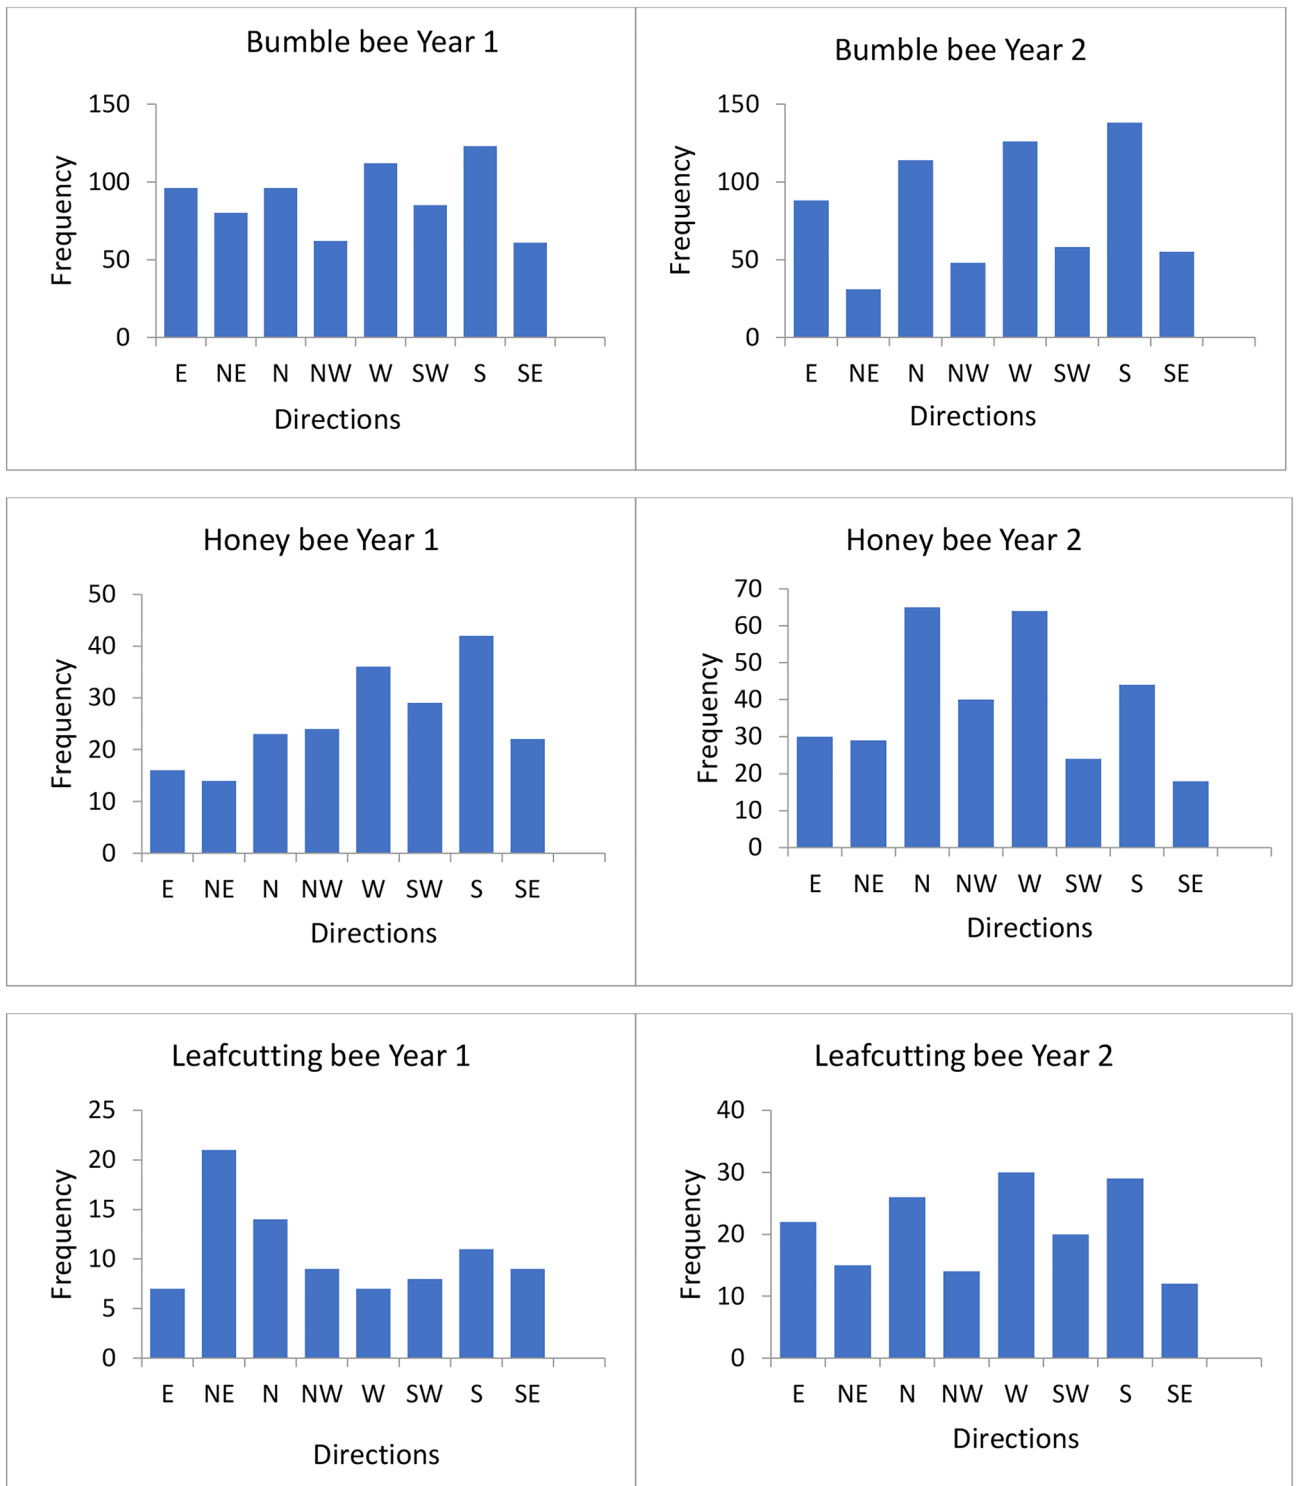 Bumble bee Year 1
150
100
50
0
Frequency
E NE N NW W SW S SE
Directions
Bumble bee Year 2
150
100
50
0
Frequency
E NE N NW W SW S SE
Directions
Honey bee Year 1
50
40
30
20
10
0
Frequency
E NE N NW W SW S SE
Directions
Honey bee Year 2
70
60
50
40
30
20
10
0
Frequency
E NE N NW W SW S SE
Directions
Leafcutting bee Year 1
25
20
15
10
5
0
Frequency
E NE N NW W SW S SE
Directions
Leafcutting bee Year 2
40
30
20
10
0
Frequency
E NE N NW W SW S SE
Directions